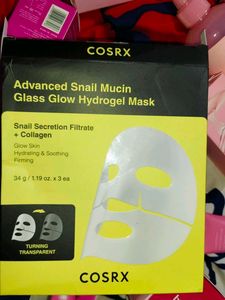 COSRX
Advanced Snail Mucin
Glass Glow Hydrogel Mask
Snail Secretion Filtrate
+ Collagen
Glow Skin
Hydrating & Soothing
Firming
34 g / 1.19 oz. x 3 ea
TURNING
TRANSPARENT
COSRX